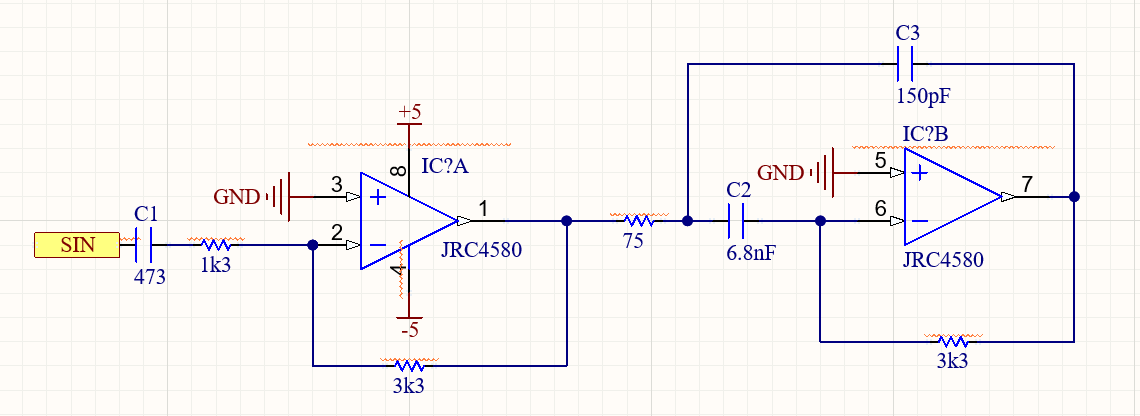 C3
150pF
+5
IC?B
8
IC?A
5
+
GND
7
GND
3
+
C2
1
6
−
C1
2
−
SIN
75
6.8nF
JRC4580
JRC4580
1k3
473
4
-5
3k3
3k3